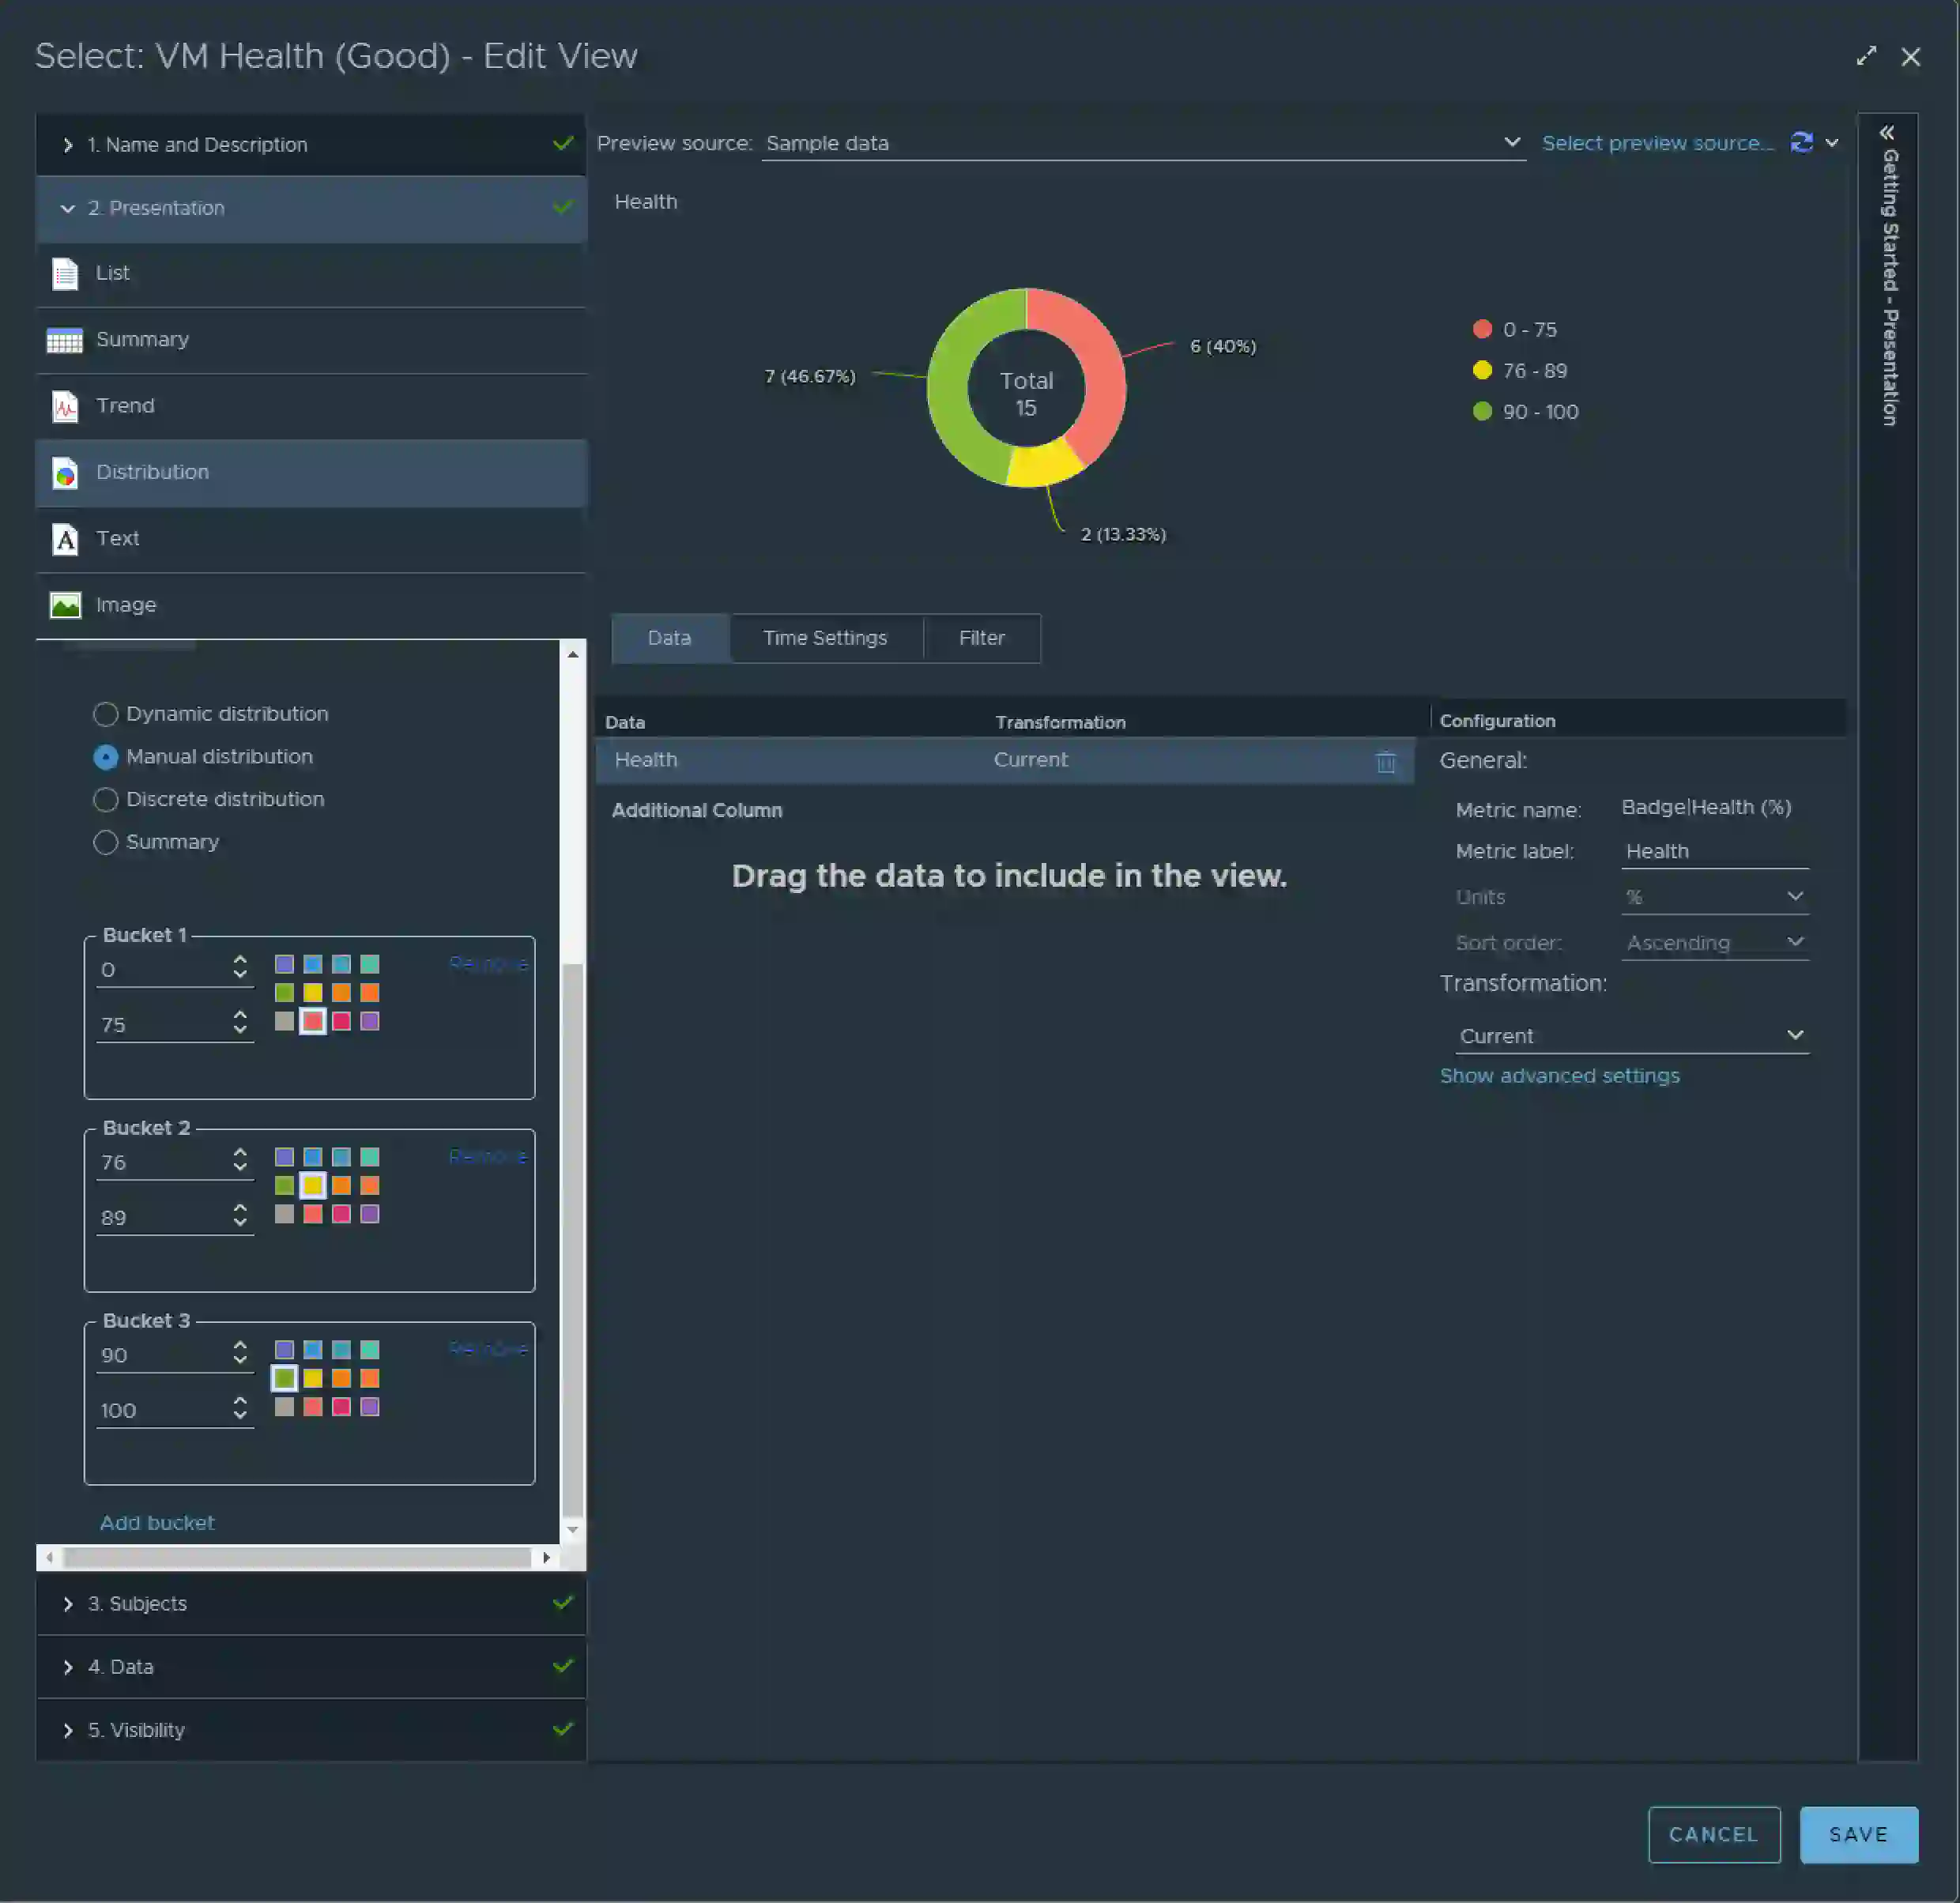 Select: VM Health (Good) - Edit View
1. Name and Description
2. Presentation
List
Summary
Trend
Distribution
Text
Image
Dynamic distribution
Manual distribution
Discrete distribution
Summary
Bucket 1
0
Remove
75
Bucket 2
76
Remove
89
Bucket 3
90
Remove
100
Add bucket
3. Subjects
4. Data
5. Visibility
Preview source: Sample data
Select preview source...
Health
7 (46.67%)
Total
15
6 (40%)
2 (13.33%)
0 - 75
76 - 89
90 - 100
Data Time Settings Filter
Data Transformation
Health Current
Additional Column
Drag the data to include in the view.
Configuration
General:
Metric name: Badge|Health (%)
Metric label: Health
Units %
Sort order: Ascending
Transformation:
Current
Show advanced settings
Getting Started - Presentation
CANCEL SAVE